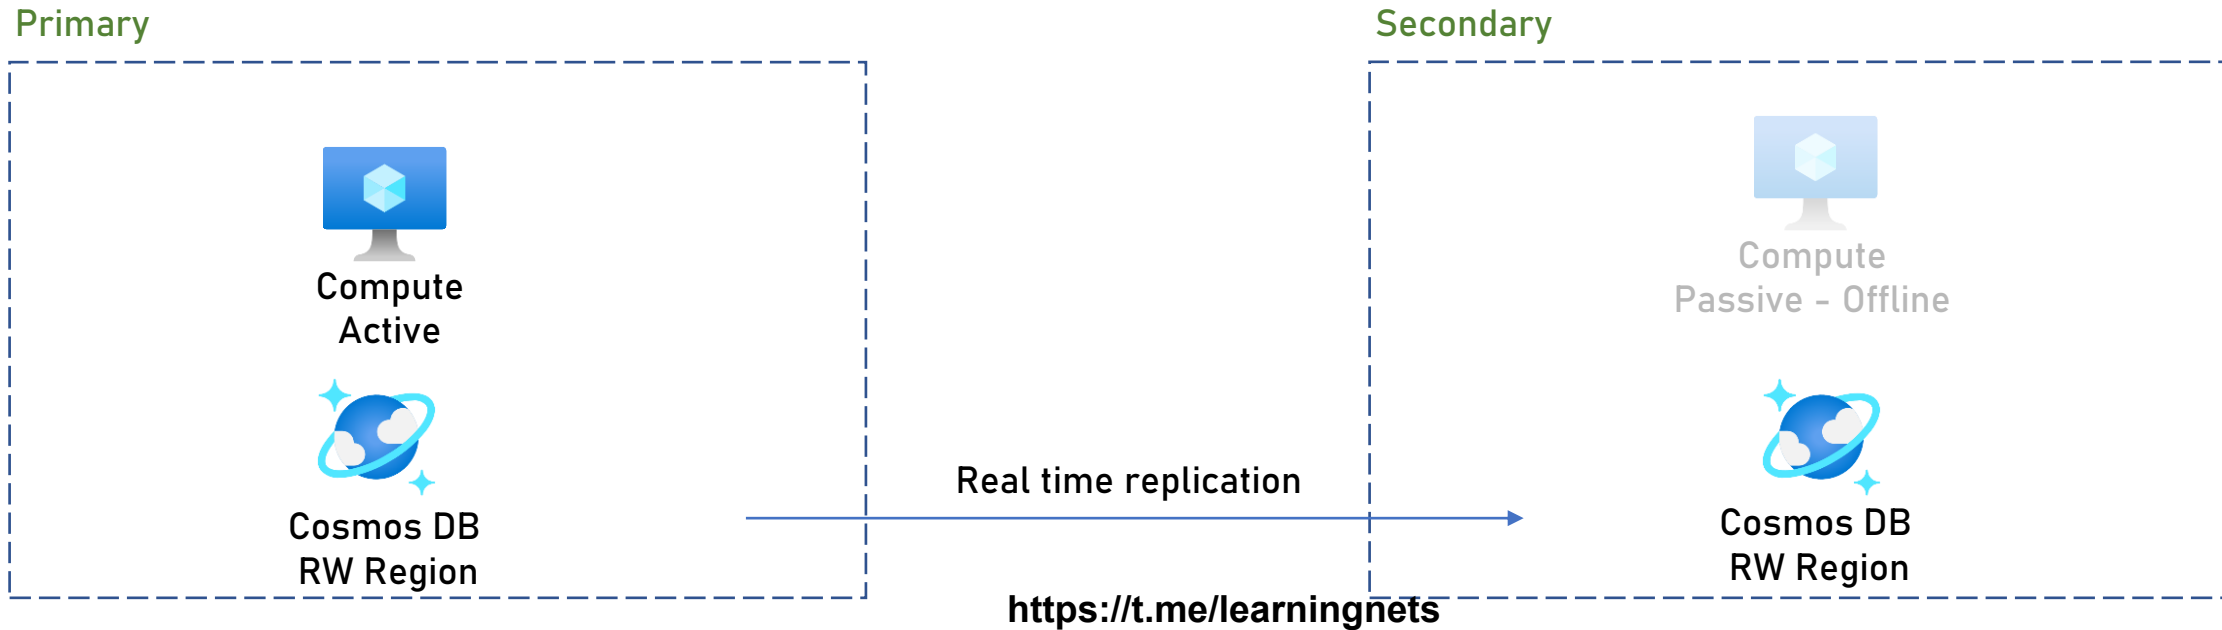 Primary
Secondary
Compute
Active
Compute
Passive - Offline
Cosmos DB
RW Region
Real time replication
Cosmos DB
RW Region
https://t.me/learningnets